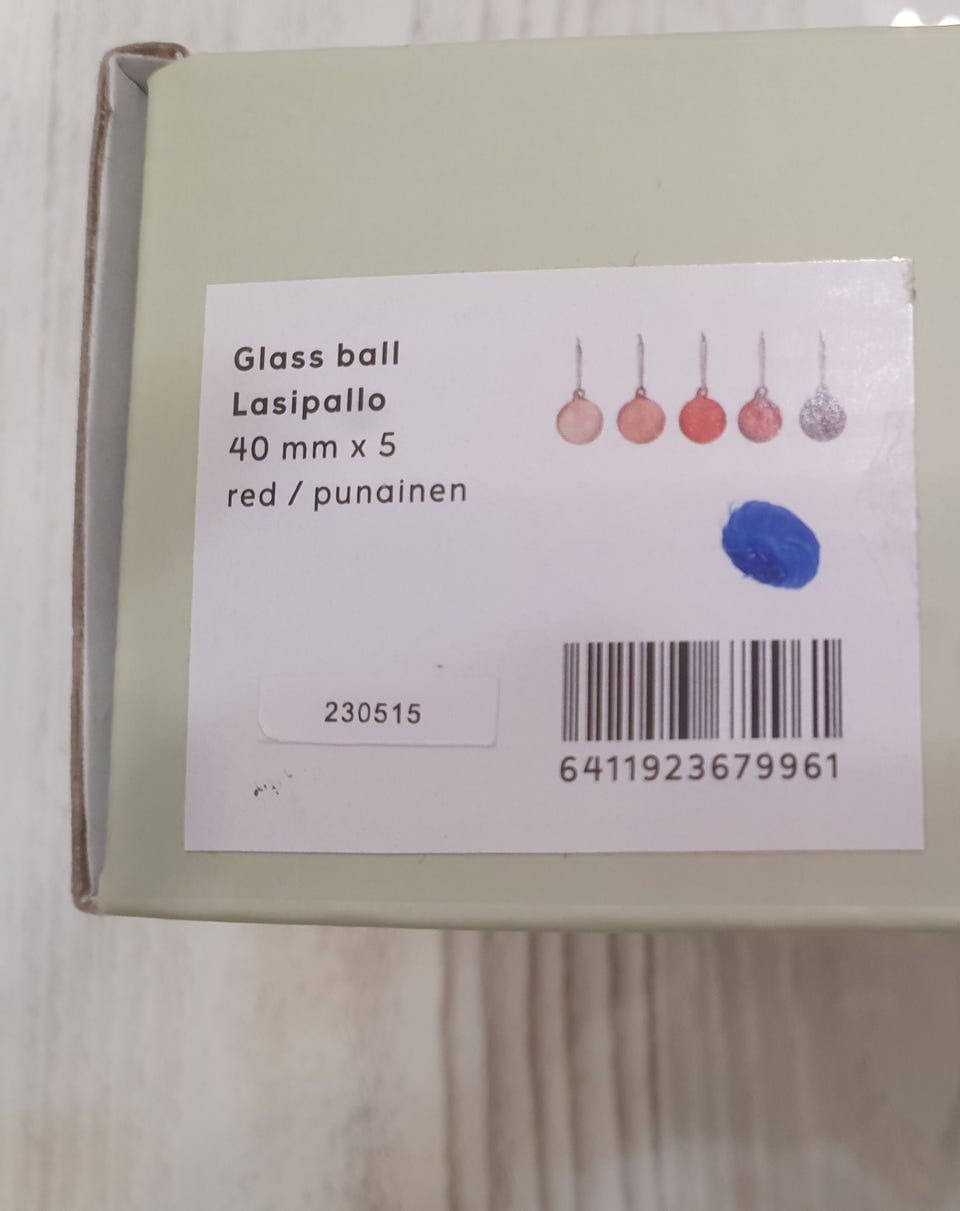 Glass ball
Lasipallo
40 mm x 5
red / punainen
230515
6411923679961